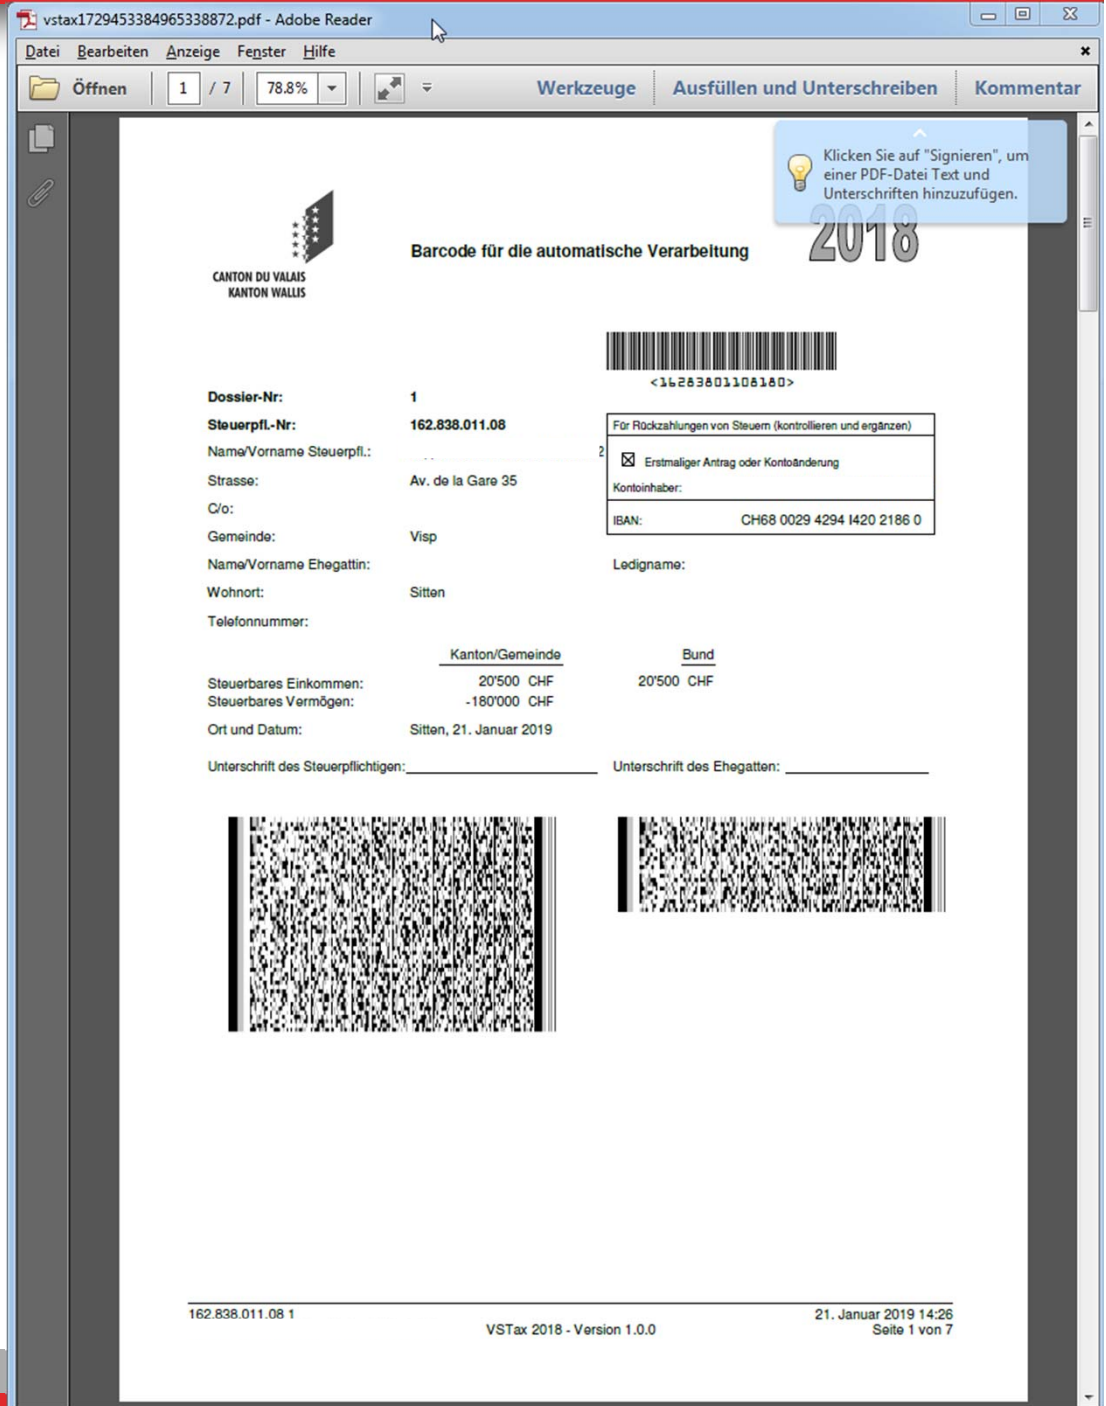 vstax1729453384965338872.pdf - Adobe Reader
Datei Bearbeiten Anzeige Fenster Hilfe
Öffnen 1 / 7 78.8% Werkzeuge Ausfüllen und Unterschreiben Kommentar
Klicken Sie auf "Signieren", um
einer PDF-Datei Text und
Unterschriften hinzuzufügen.
2018
Barcode für die automatische Verarbeitung
CANTON DU VALAIS
KANTON WALLIS
<16283801108180>
Dossier-Nr: 1
Steuerpfl.-Nr: 162.838.011.08
Für Rückzahlungen von Steuern (kontrollieren und ergänzen)
Name/Vorname Steuerpfl.: 2
Erstmaliger Antrag oder Kontoänderung
Strasse: Av. de la Gare 35
Kontoinhaber:
C/o:
IBAN: CH68 0029 4294 I420 2186 0
Gemeinde: Visp
Name/Vorname Ehegattin: Ledigname:
Wohnort: Sitten
Telefonnummer:
Kanton/Gemeinde Bund
Steuerbares Einkommen: 20'500 CHF 20'500 CHF
Steuerbares Vermögen: -180'000 CHF
Ort und Datum: Sitten, 21. Januar 2019
Unterschrift des Steuerpflichtigen: Unterschrift des Ehegatten:
162.838.011.08 1 21. Januar 2019 14:26
VSTax 2018 - Version 1.0.0 Seite 1 von 7